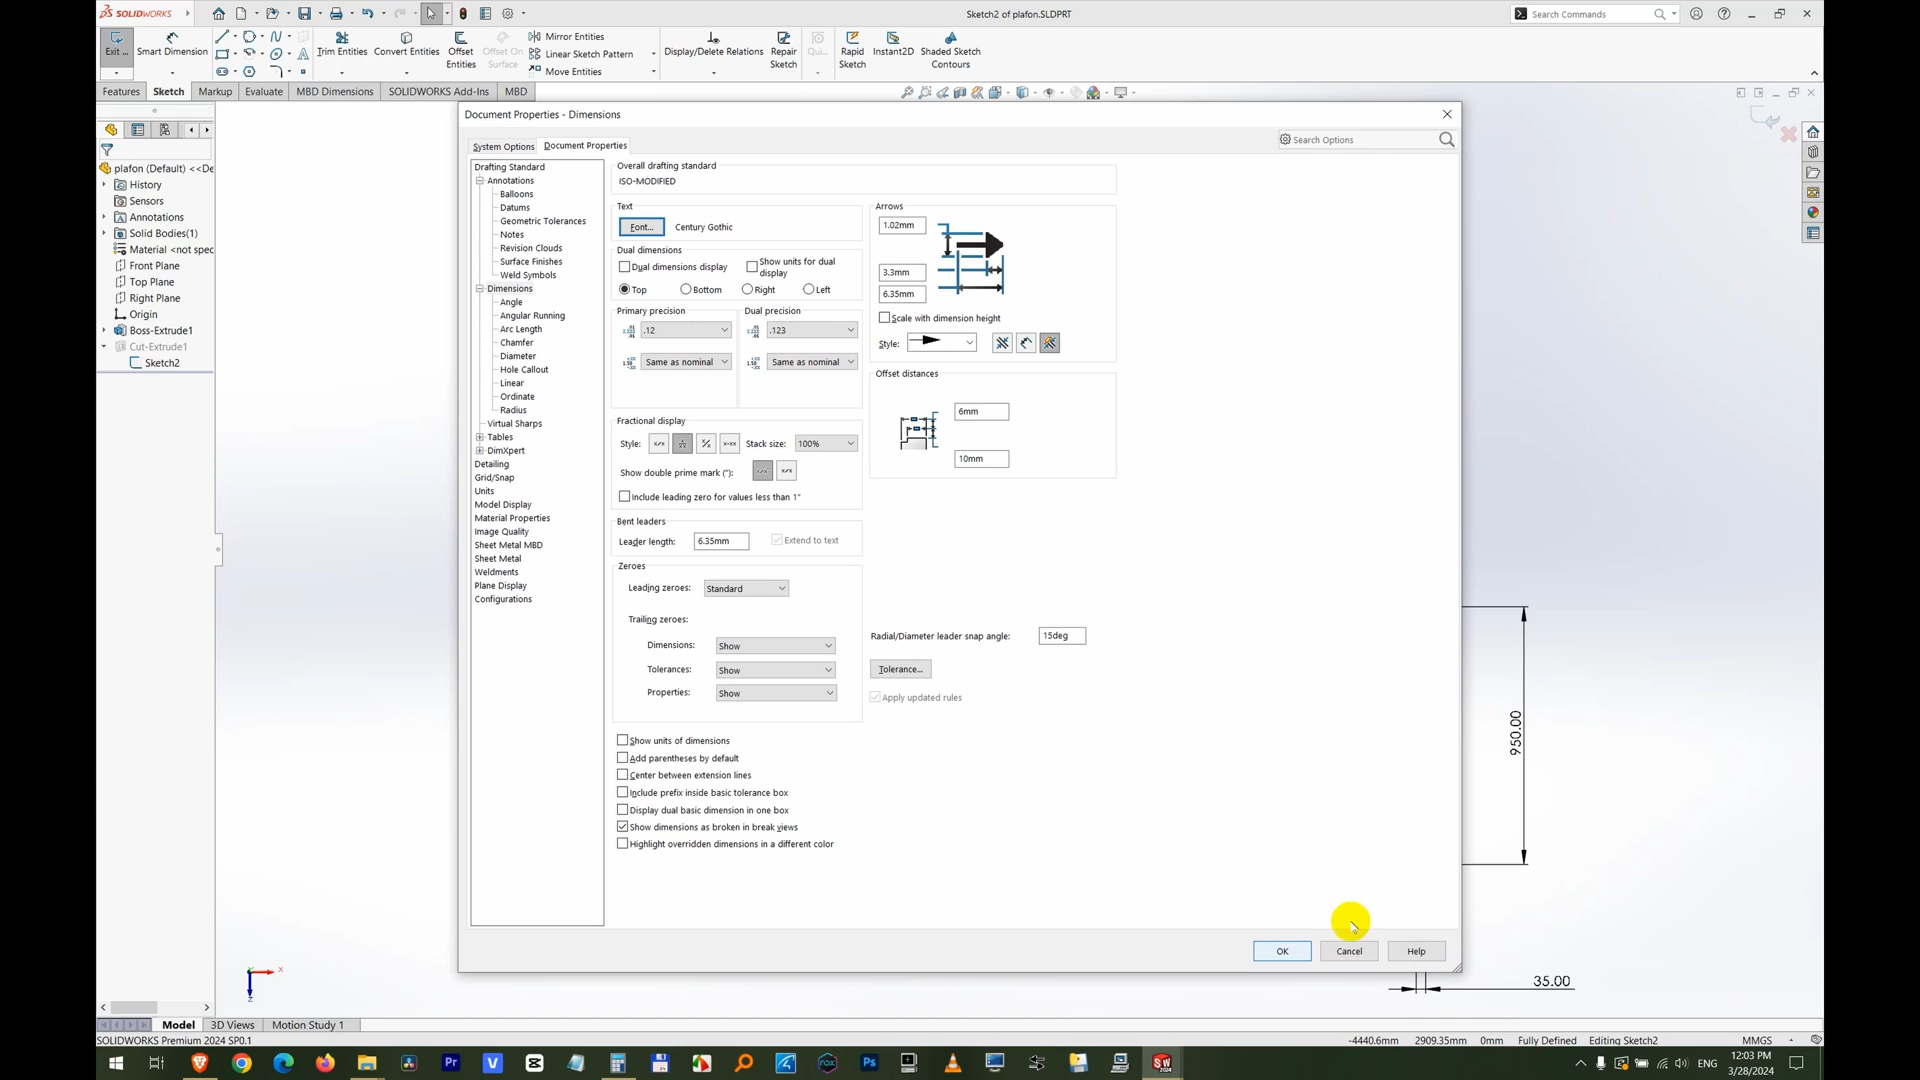 SOLIDWORKS
Sketch2 of plafon.SLDPRT
Search Commands
Exit ...
Smart Dimension
Trim Entities
Convert Entities
Offset Entities
Offset On Surface
Mirror Entities
Linear Sketch Pattern
Move Entities
Display/Delete Relations
Repair Sketch
Qui...
Rapid Sketch
Instant2D
Shaded Sketch Contours
Features
Sketch
Markup
Evaluate
MBD Dimensions
SOLIDWORKS Add-Ins
MBD
plafon (Default) <<De
History
Sensors
Annotations
Solid Bodies(1)
Material <not spec
Front Plane
Top Plane
Right Plane
Origin
Boss-Extrude1
Cut-Extrude1
Sketch2
Document Properties - Dimensions
System Options
Document Properties
Search Options
Drafting Standard
Annotations
Balloons
Datums
Geometric Tolerances
Notes
Revision Clouds
Surface Finishes
Weld Symbols
Dimensions
Angle
Angular Running
Arc Length
Chamfer
Diameter
Hole Callout
Linear
Ordinate
Radius
Virtual Sharps
Tables
DimXpert
Detailing
Grid/Snap
Units
Model Display
Material Properties
Image Quality
Sheet Metal MBD
Sheet Metal
Weldments
Plane Display
Configurations
Overall drafting standard
ISO-MODIFIED
Text
Font...
Century Gothic
Dual dimensions
Dual dimensions display
Show units for dual display
Top
Bottom
Right
Left
Primary precision
.12
Same as nominal
Dual precision
.123
Same as nominal
Fractional display
Style:
Stack size:
100%
Show double prime mark ("):
Include leading zero for values less than 1"
Bent leaders
Leader length:
6.35mm
Extend to text
Zeroes
Leading zeroes:
Standard
Trailing zeroes:
Dimensions:
Show
Tolerances:
Show
Properties:
Show
Show units of dimensions
Add parentheses by default
Center between extension lines
Include prefix inside basic tolerance box
Display dual basic dimension in one box
Show dimensions as broken in break views
Highlight overridden dimensions in a different color
Arrows
1.02mm
3.3mm
6.35mm
Scale with dimension height
Style:
Offset distances
6mm
10mm
Radial/Diameter leader snap angle:
15deg
Tolerance...
Apply updated rules
OK
Cancel
Help
950.00
35.00
X
Z
Model
3D Views
Motion Study 1
SOLIDWORKS Premium 2024 SP0.1
-4440.6mm
2909.35mm
0mm
Fully Defined
Editing Sketch2
MMGS
Pr
V
nox
Ps
SW
2024
ENG
12:03 PM
3/28/2024